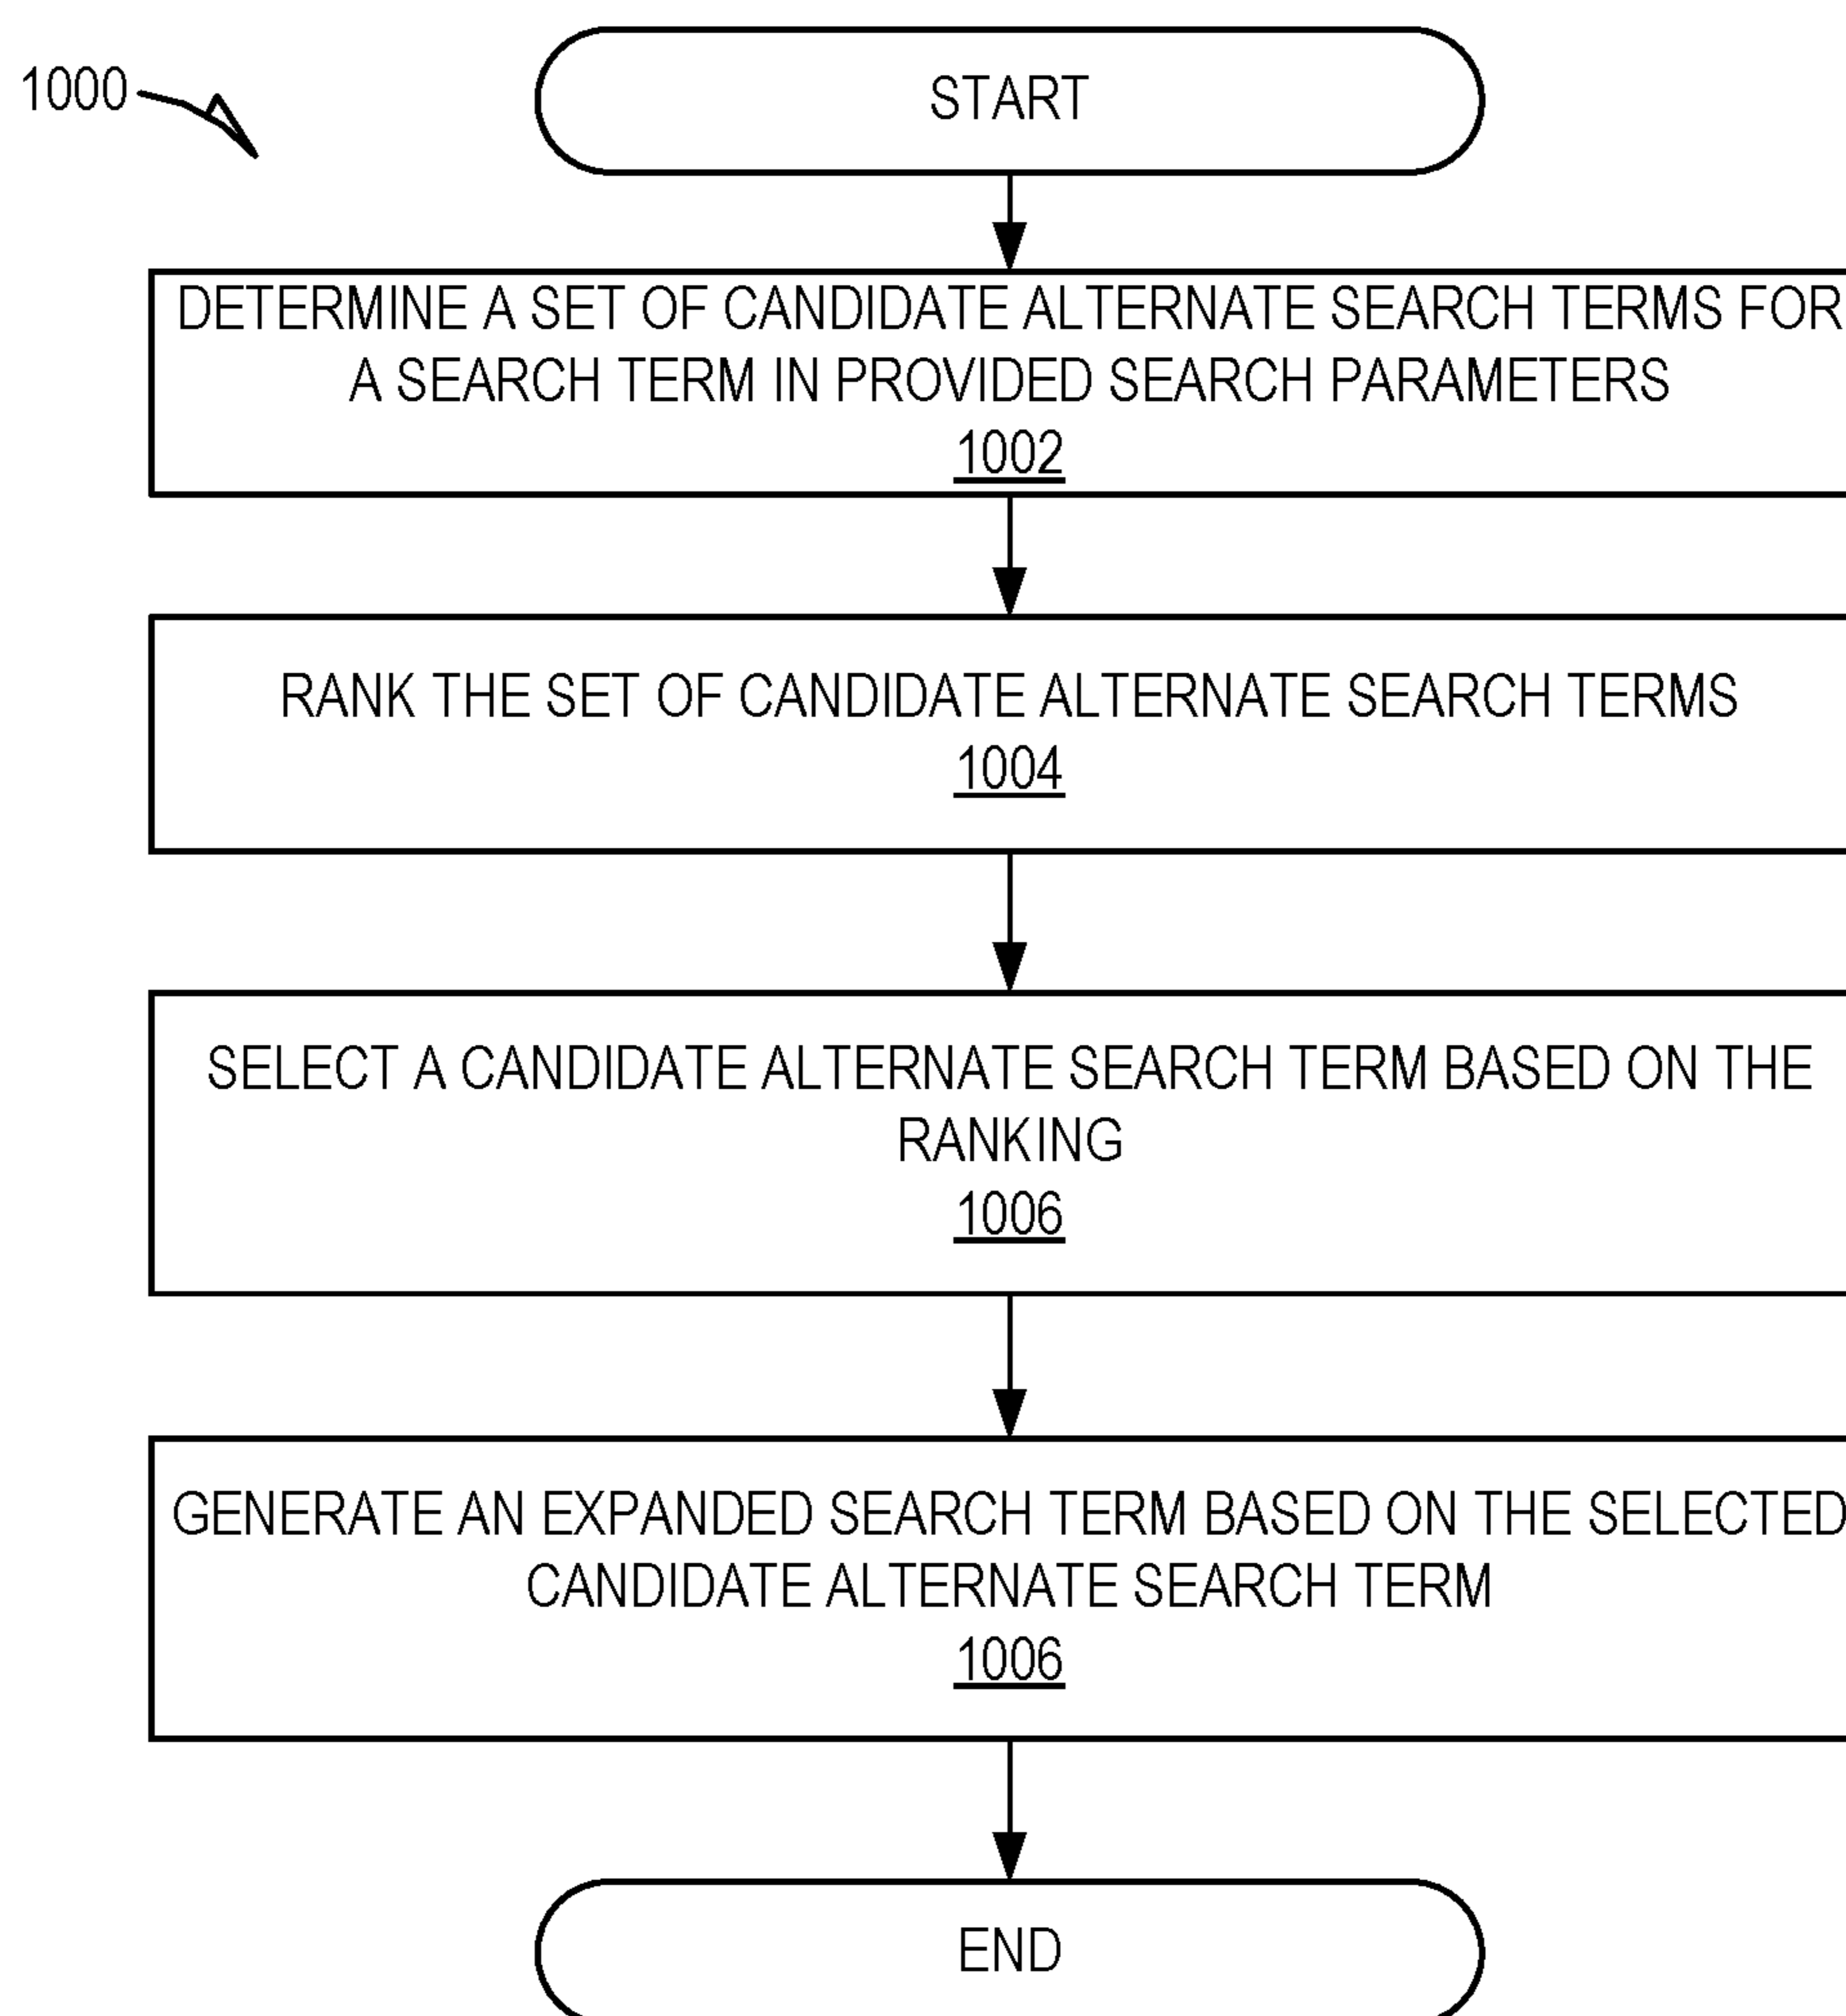 1000
START
DETERMINE A SET OF CANDIDATE ALTERNATE SEARCH TERMS FOR
A SEARCH TERM IN PROVIDED SEARCH PARAMETERS
1002
RANK THE SET OF CANDIDATE ALTERNATE SEARCH TERMS
1004
SELECT A CANDIDATE ALTERNATE SEARCH TERM BASED ON THE
RANKING
1006
GENERATE AN EXPANDED SEARCH TERM BASED ON THE SELECTED
CANDIDATE ALTERNATE SEARCH TERM
1006
END